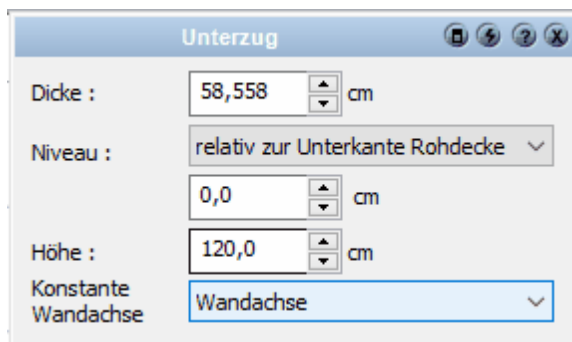 Unterzug
Dicke : 58,558 cm
Niveau : relativ zur Unterkante Rohdecke
0,0 cm
Höhe : 120,0 cm
Konstante
Wandachse Wandachse